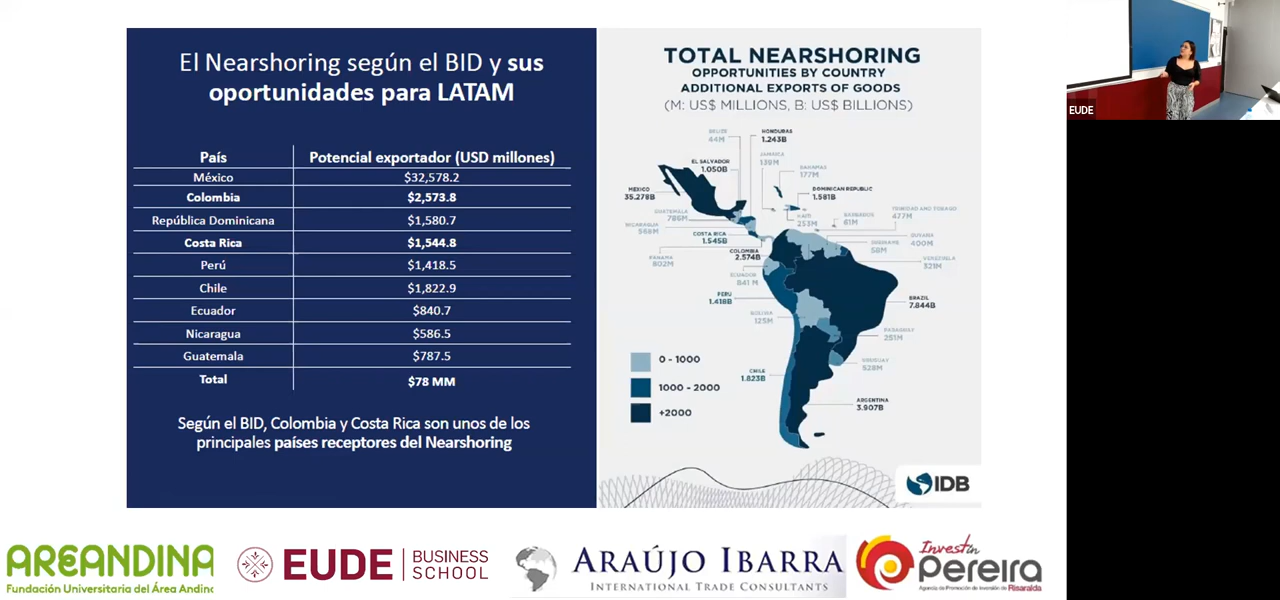 El Nearshoring según el BID y sus
oportunidades para LATAM
País Potencial exportador (USD millones)
México $32,578.2
Colombia $2,573.8
República Dominicana $1,580.7
Costa Rica $1,544.8
Perú $1,418.5
Chile $1,822.9
Ecuador $840.7
Nicaragua $586.5
Guatemala $787.5
Total $78 MM
Según el BID, Colombia y Costa Rica son unos de los
principales países receptores del Nearshoring
TOTAL NEARSHORING
OPPORTUNITIES BY COUNTRY
ADDITIONAL EXPORTS OF GOODS
(M: US$ MILLIONS, B: US$ BILLIONS)
BELIZE
44M
HONDURAS
1.243B
JAMAICA
139M
EL SALVADOR
1.050B
BAHAMAS
177M
MEXICO
35.278B
DOMINICAN REPUBLIC
1.581B
GUATEMALA
786M
HAITI
253M
BARBADOS
61M
TRINIDAD AND TOBAGO
477M
NICARAGUA
568M
COSTA RICA
1.545B
GUYANA
400M
SURINAME
58M
COLOMBIA
2.574B
PANAMA
802M
VENEZUELA
321M
ECUADOR
841 M
PERU
1.418B
BRAZIL
7.844B
BOLIVIA
125M
PARAGUAY
251M
URUGUAY
528M
CHILE
1.823B
ARGENTINA
3.907B
0 - 1000
1000 - 2000
+2000
IDB
EUDE
AREANDINA
Fundación Universitaria del Área Andina
EUDE BUSINESS
SCHOOL
ARAÚJO IBARRA
INTERNATIONAL TRADE CONSULTANTS
Invest in
pereira
Agencia de Promoción de Inversión de Risaralda